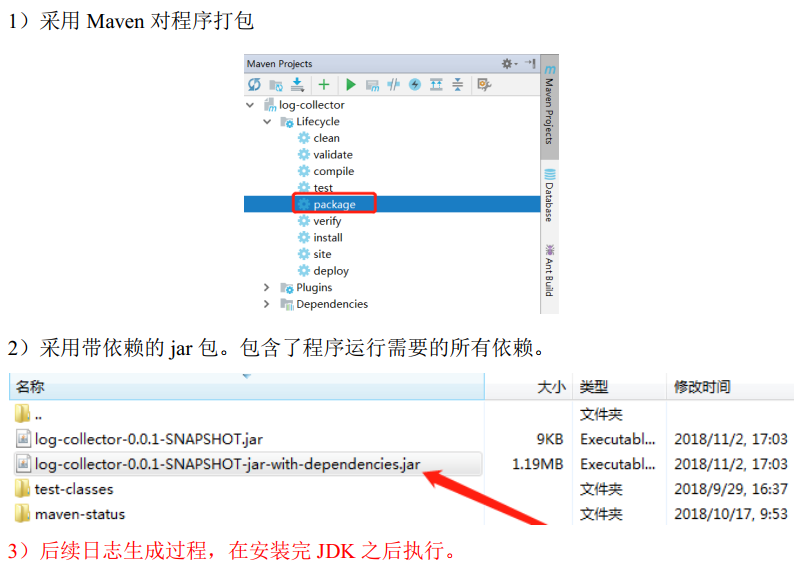 1）采用 Maven 对程序打包
Maven Projects
log-collector
Lifecycle
clean
validate
compile
test
package
verify
install
site
deploy
Plugins
Dependencies
Maven Projects
Database
Ant Build
2）采用带依赖的 jar 包。包含了程序运行需要的所有依赖。
名称 大小 类型 修改时间
.. 文件夹
log-collector-0.0.1-SNAPSHOT.jar 9KB Executabl... 2018/11/2, 17:03
log-collector-0.0.1-SNAPSHOT-jar-with-dependencies.jar 1.19MB Executabl... 2018/11/2, 17:03
test-classes 文件夹 2018/9/29, 16:37
maven-status 文件夹 2018/10/17, 9:53
3）后续日志生成过程，在安装完 JDK 之后执行。